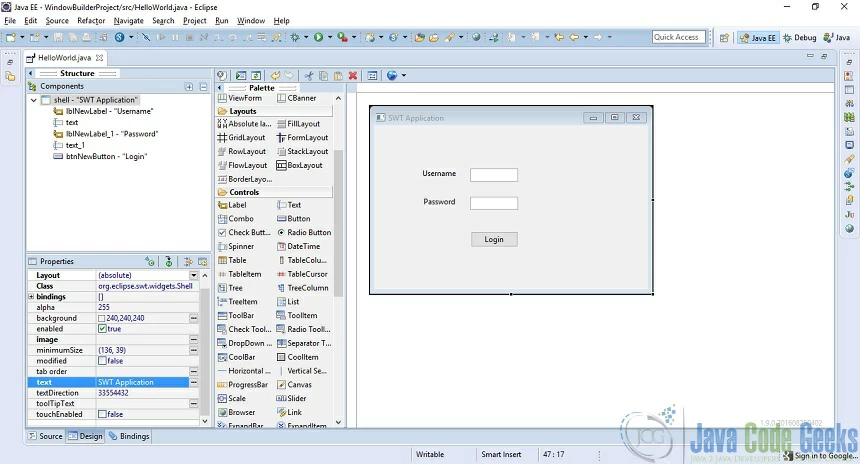 Java EE - WindowBuilderProject/src/HelloWorld.java - Eclipse
File Edit Source Refactor Navigate Search Project Run Window Help
Quick Access
Java EE Debug Java
HelloWorld.java
Structure
Components
shell - "SWT Application"
lblNewLabel - "Username"
text
lblNewLabel_1 - "Password"
text_1
btnNewButton - "Login"
Properties
Layout (absolute)
Class org.eclipse.swt.widgets.Shell
bindings []
alpha 255
background 240,240,240
enabled true
image
minimumSize (136, 39)
modified false
tab order
text SWT Application
textDirection 33554432
toolTipText
touchEnabled false
Source Design Bindings
Palette
ViewForm CBanner
Layouts
Absolute la... FillLayout
GridLayout FormLayout
RowLayout StackLayout
FlowLayout BoxLayout
BorderLayo...
Controls
Label Text
Combo Button
Check Butt... Radio Button
Spinner DateTime
Table TableColu...
TableItem TableCursor
Tree TreeColumn
TreeItem List
ToolBar ToolItem
Check Tool... Radio Tooll...
DropDown ... Separator T...
CoolBar CoolItem
Horizontal ... Vertical Se...
ProgressBar Canvas
Scale Slider
Browser Link
ExpandBar ExpandItem
SWT Application
Username
Password
Login
Writable Smart Insert 47 : 17
JCG
Java Code Geeks
JAVA 2 JAVA DEVELOPERS
Sign in to Google...